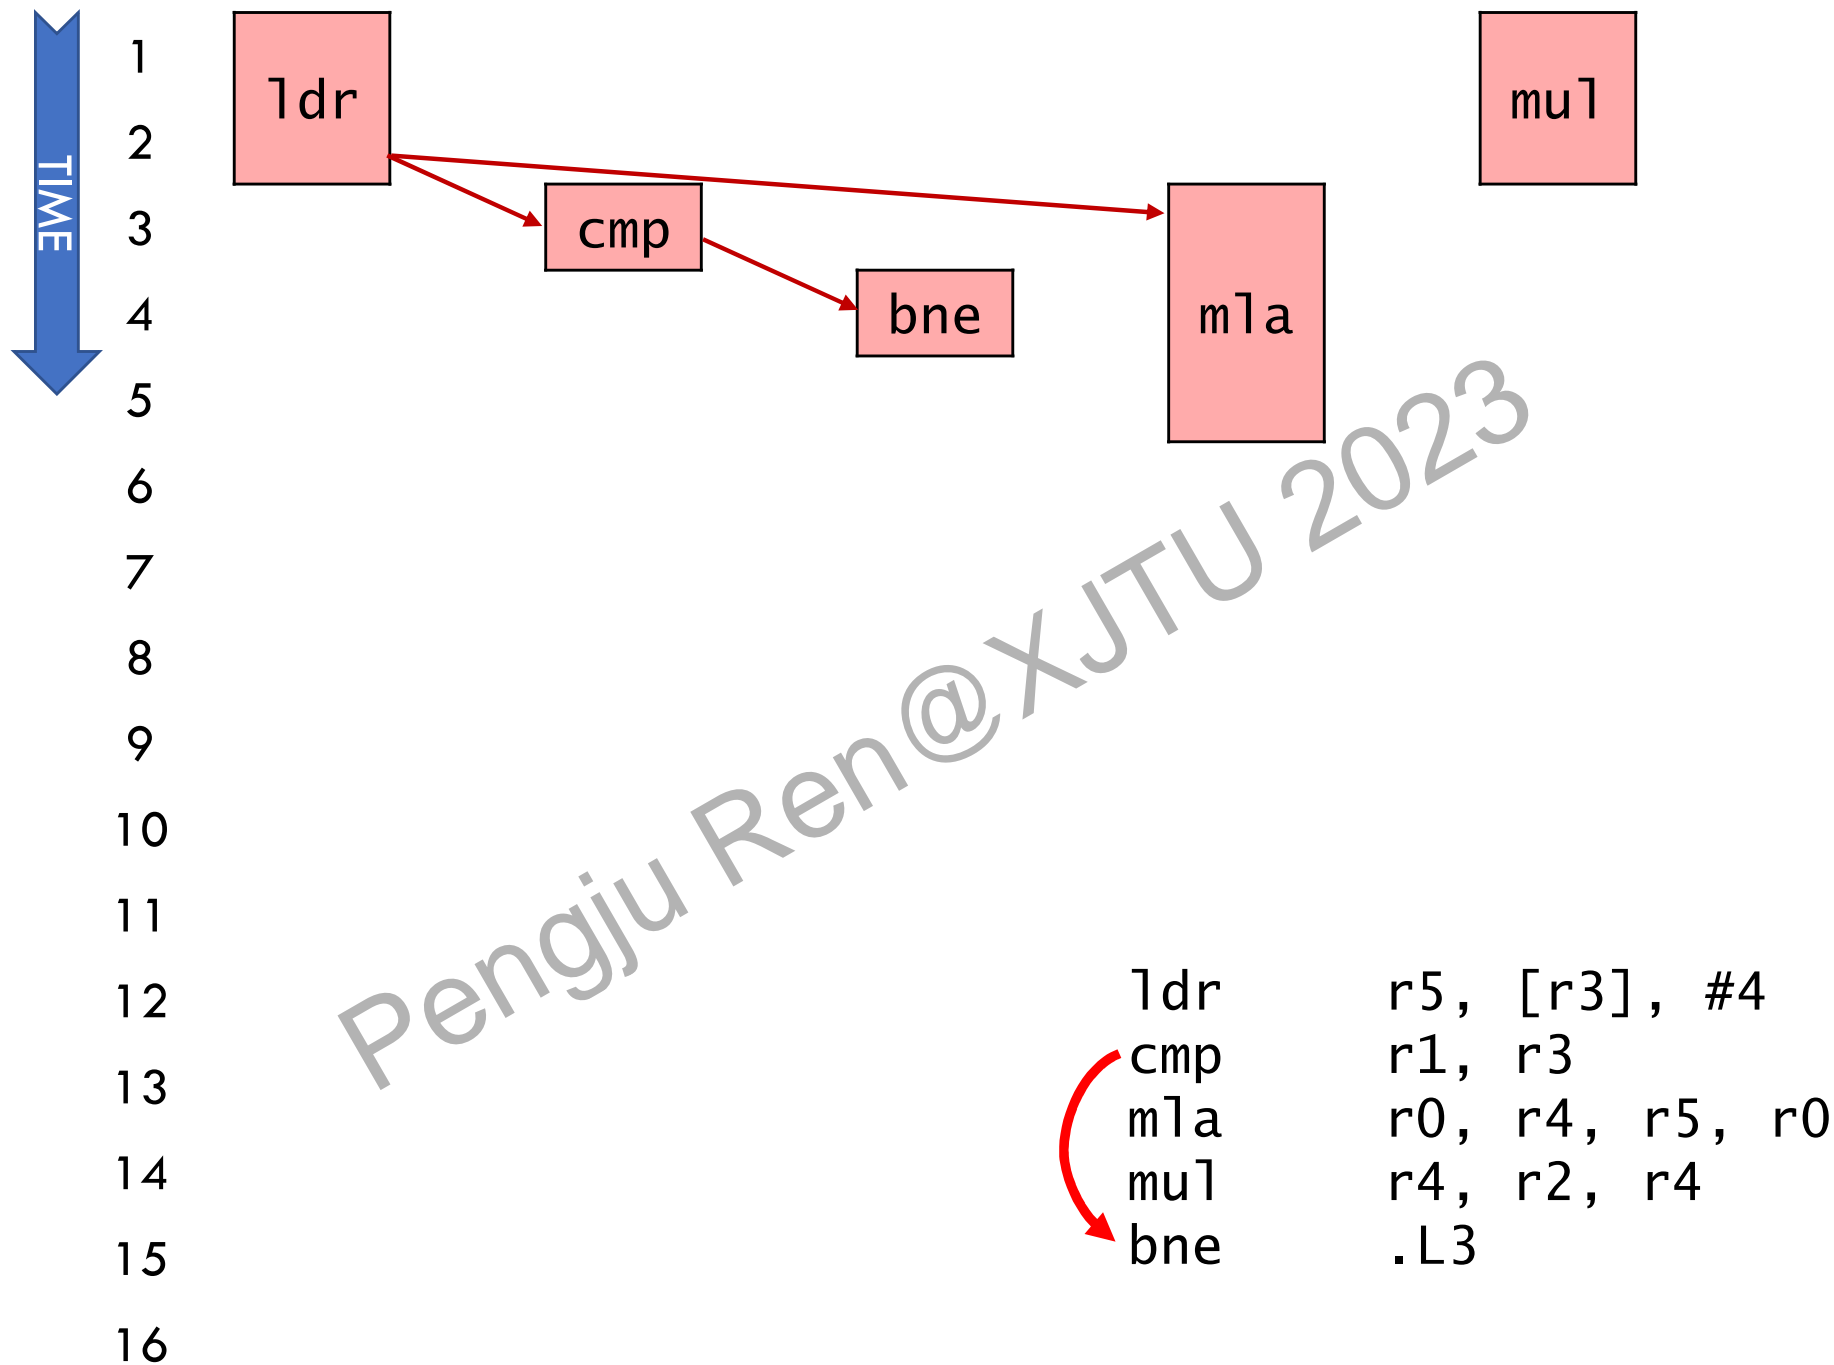 TIME
1
ldr
mul
2
3
cmp
4
bne
mla
5
6
7
8
9
10
11
12
13
14
15
16
Pengju Ren@XJTU 2023
ldr r5, [r3], #4
cmp r1, r3
mla r0, r4, r5, r0
mul r4, r2, r4
bne .L3